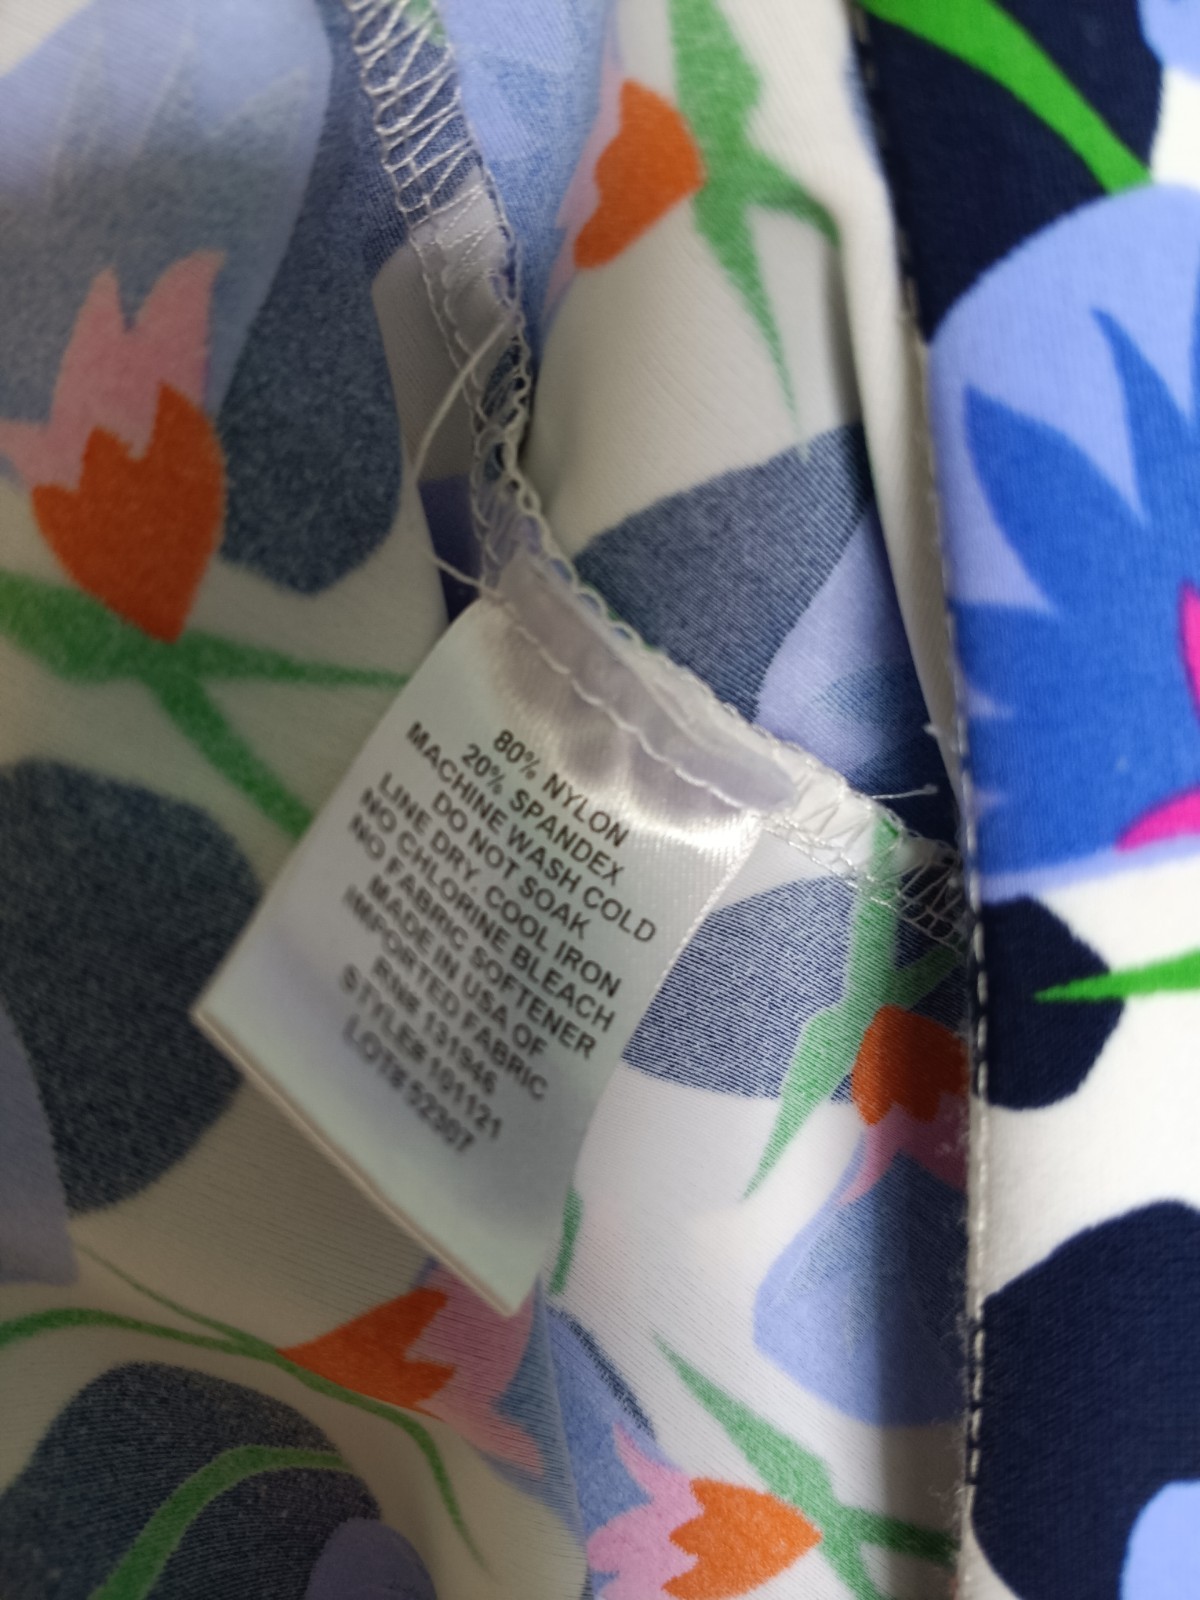 80% NYLON
20% SPANDEX
MACHINE WASH COLD
DO NOT SOAK
LINE DRY. COOL IRON
NO CHLORINE BLEACH
NO FABRIC SOFTENER
MADE IN USA OF
IMPORTED FABRIC
RN# 131946
STYLE# 101121
LOT# 52307